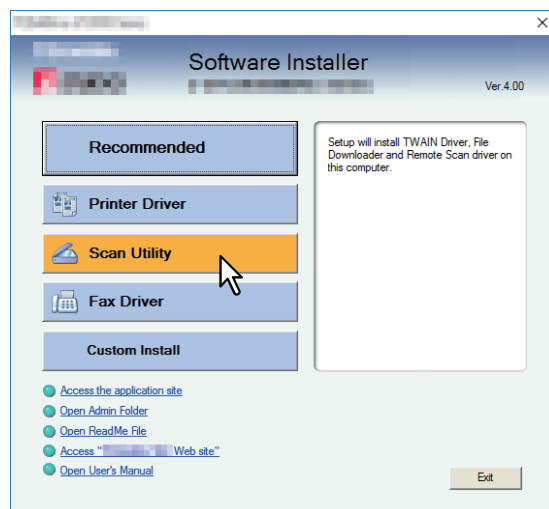 Software Installer
Ver.4.00
Recommended
Printer Driver
Scan Utility
Fax Driver
Custom Install
Setup will install TWAIN Driver, File
Downloader and Remote Scan driver on
this computer.
Access the application site
Open Admin Folder
Open ReadMe File
Access " Web site"
Open User's Manual
Exit